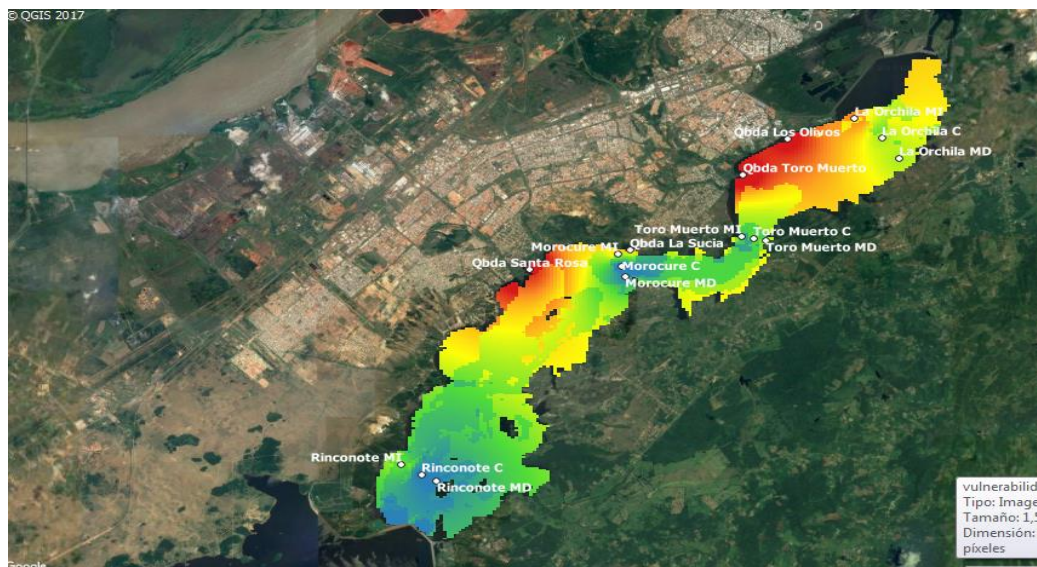 © QGIS 2017
La Orchila MI
Qbda Los Olivos
La Orchila C
La Orchila MD
Qbda Toro Muerto
Toro Muerto MI
Toro Muerto C
Qbda La Sucia
Toro Muerto MD
Morocure MI
Qbda Santa Rosa
Morocure C
Morocure MD
Rinconote MI
Rinconote C
Rinconote MD
vulnerabilid
Tipo: Image
Tamaño: 1,5
Dimensión:
píxeles
Google